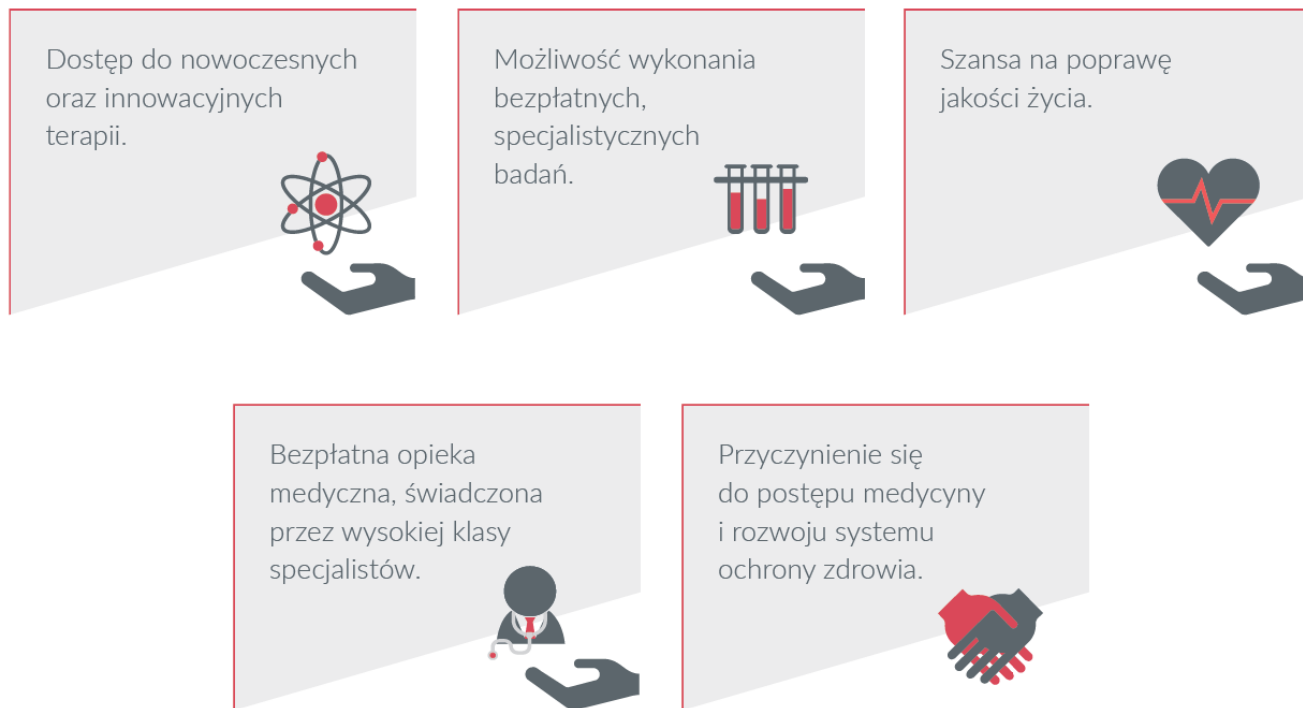 Dostęp do nowoczesnych
oraz innowacyjnych
terapii.
Możliwość wykonania
bezpłatnych,
specjalistycznych
badań.
Szansa na poprawę
jakości życia.
Bezpłatna opieka
medyczna, świadczona
przez wysokiej klasy
specjalistów.
Przyczynienie się
do postępu medycyny
i rozwoju systemu
ochrony zdrowia.